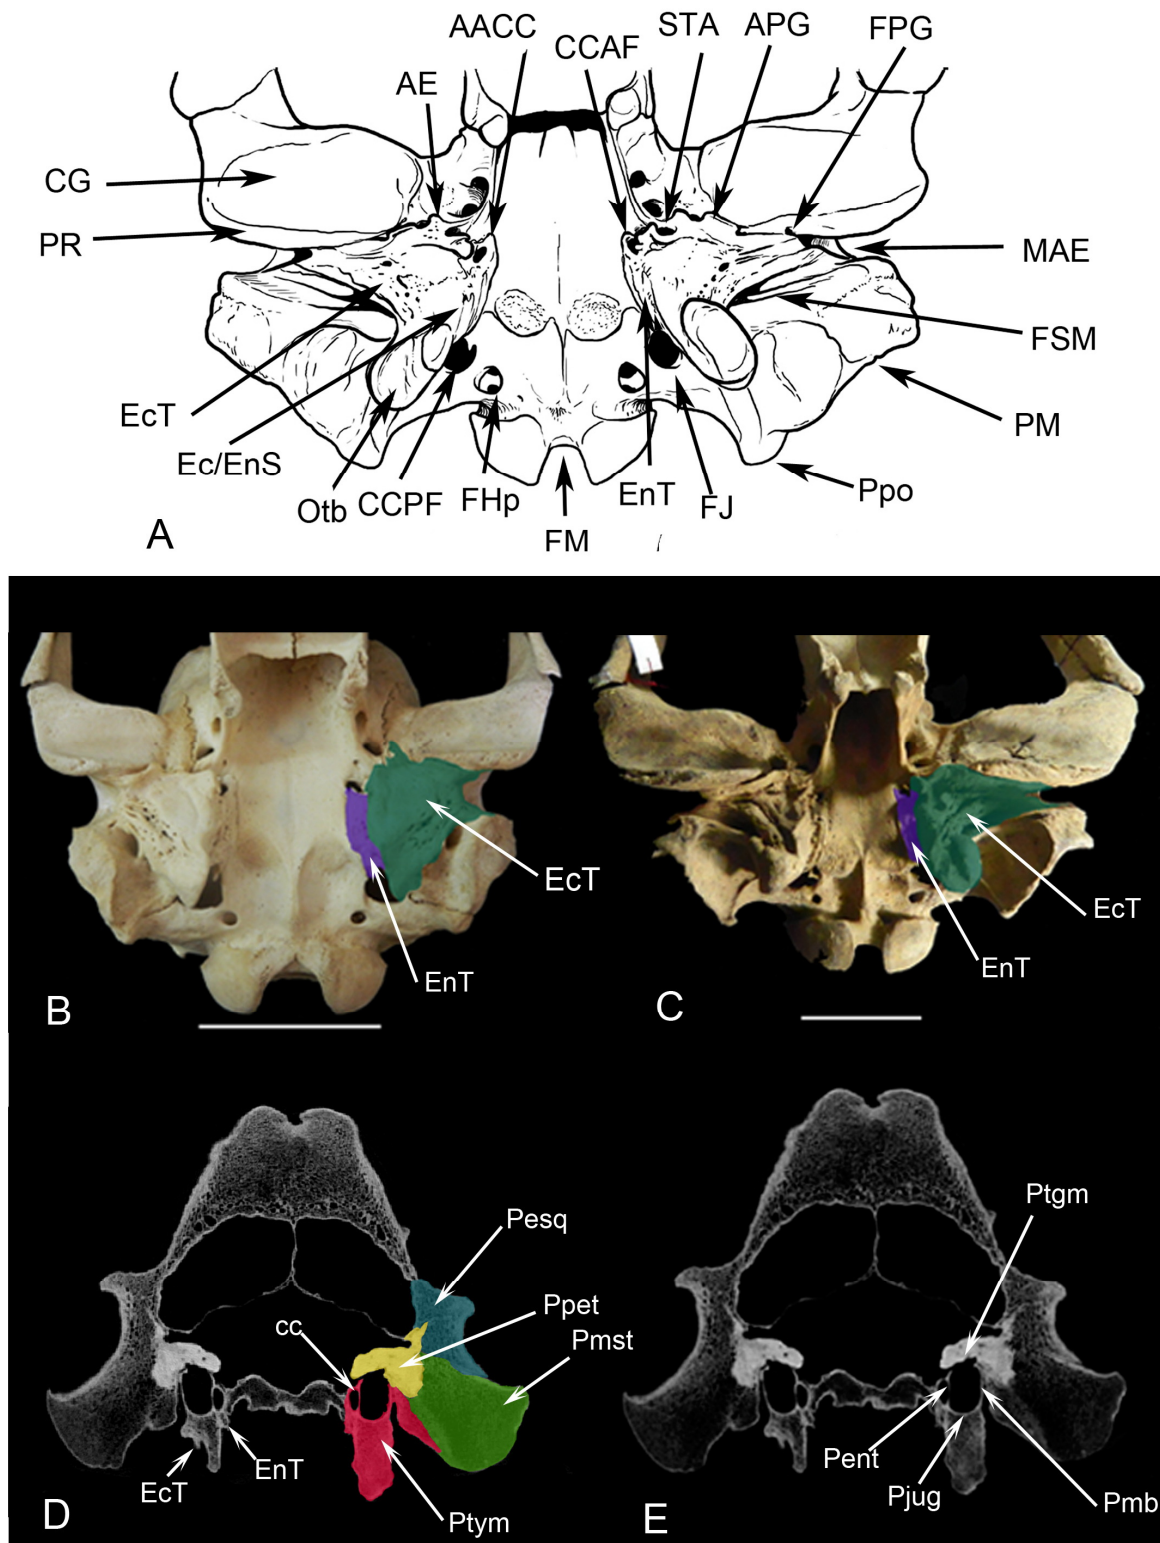 AACC
CCAF
STA
APG
FPG
AE
CG
PR
MAE
FSM
EcT
PM
Ec/EnS
Otb
CCPF
FHp
EnT
FJ
Ppo
FM
A
EcT
EnT
B
EcT
EnT
C
Pesq
Ppet
cc
Pmst
EcT
EnT
Ptym
D
Ptgm
Pent
Pjug
Pmb
E